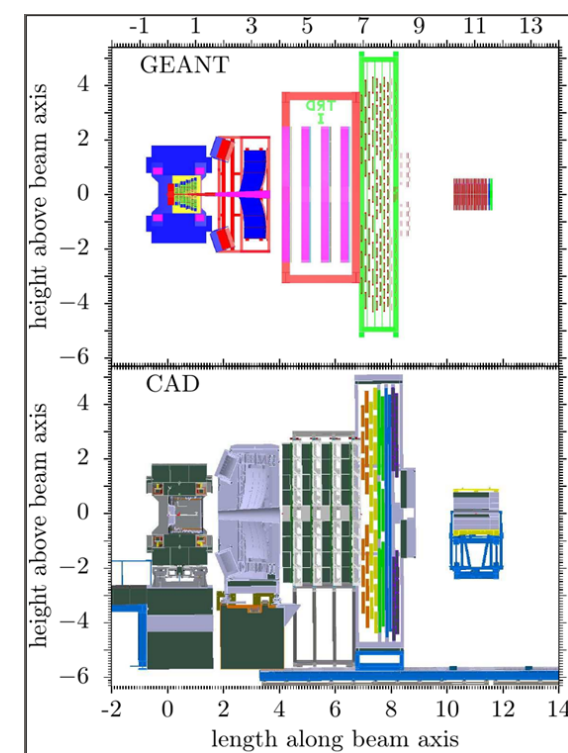 -1 1 3 5 7 9 11 13
GEANT
TRD
I
4
2
0
−2
−4
−6
height above beam axis
CAD
4
2
0
−2
−4
−6
height above beam axis
-2 0 2 4 6 8 10 12 14
length along beam axis